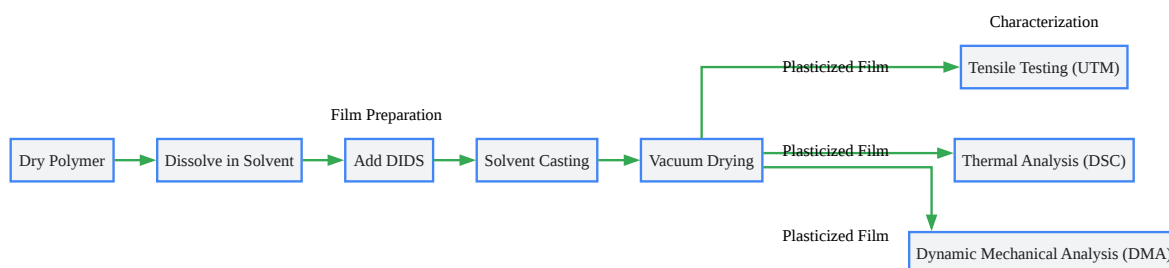 Characterization
Plasticized Film
Tensile Testing (UTM)
Film Preparation
Dry Polymer
Dissolve in Solvent
Add DIDS
Solvent Casting
Vacuum Drying
Plasticized Film
Thermal Analysis (DSC)
Plasticized Film
Dynamic Mechanical Analysis (DMA)